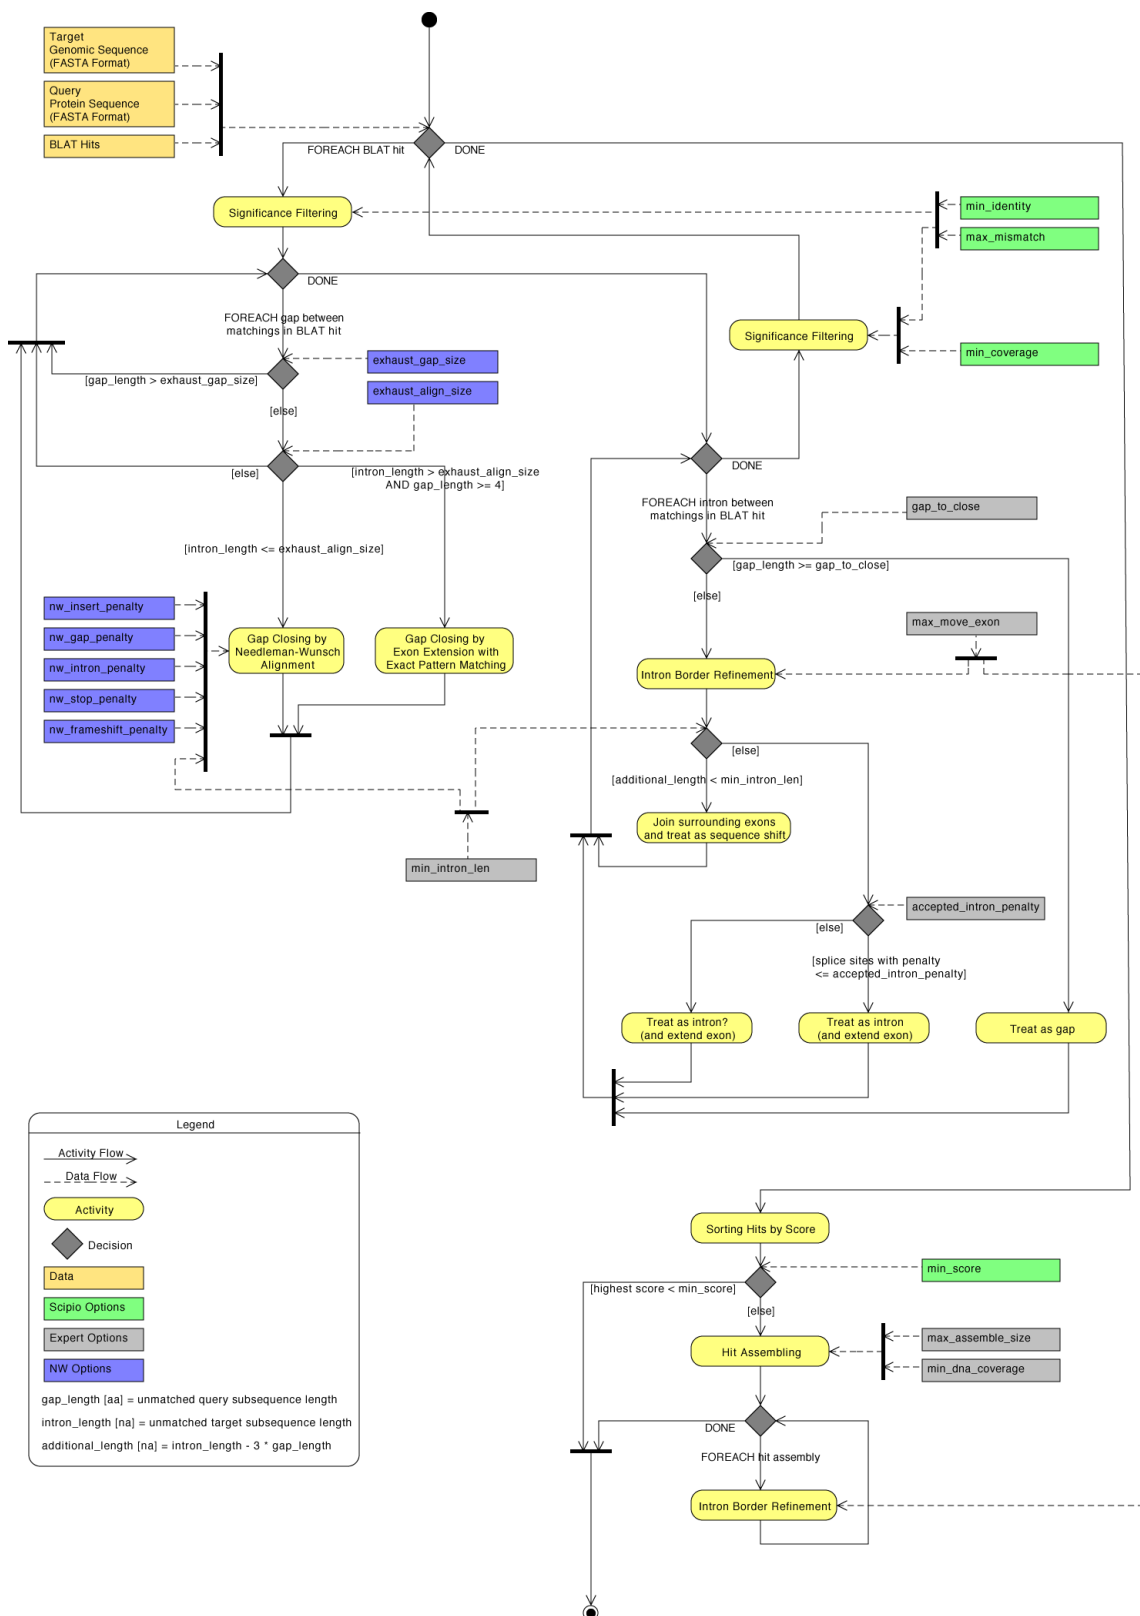 Target
Genomic Sequence
(FASTA Format)
Query
Protein Sequence
(FASTA Format)
BLAT Hits
FOREACH BLAT hit
DONE
Significance Filtering
min_identity
max_mismatch
DONE
FOREACH gap between
matchings in BLAT hit
Significance Filtering
min_coverage
exhaust_gap_size
[gap_length > exhaust_gap_size]
exhaust_align_size
[else]
[else]
[intron_length > exhaust_align_size
AND gap_length >= 4]
DONE
FOREACH intron between
matchings in BLAT hit
gap_to_close
[intron_length <= exhaust_align_size]
[gap_length >= gap_to_close]
[else]
nw_insert_penalty
nw_gap_penalty
nw_intron_penalty
nw_stop_penalty
nw_frameshift_penalty
Gap Closing by
Needleman-Wunsch
Alignment
Gap Closing by
Exon Extension with
Exact Pattern Matching
max_move_exon
Intron Border Refinement
[else]
[additional_length < min_intron_len]
Join surrounding exons
and treat as sequence shift
min_intron_len
accepted_intron_penalty
[else]
[splice sites with penalty
<= accepted_intron_penalty]
Treat as intron?
(and extend exon)
Treat as intron
(and extend exon)
Treat as gap
Legend
Activity Flow
Data Flow
Activity
Decision
Data
Scipio Options
Expert Options
NW Options
gap_length [aa] = unmatched query subsequence length
intron_length [na] = unmatched target subsequence length
additional_length [na] = intron_length - 3 * gap_length
Sorting Hits by Score
min_score
[highest score < min_score]
[else]
Hit Assembling
max_assemble_size
min_dna_coverage
DONE
FOREACH hit assembly
Intron Border Refinement